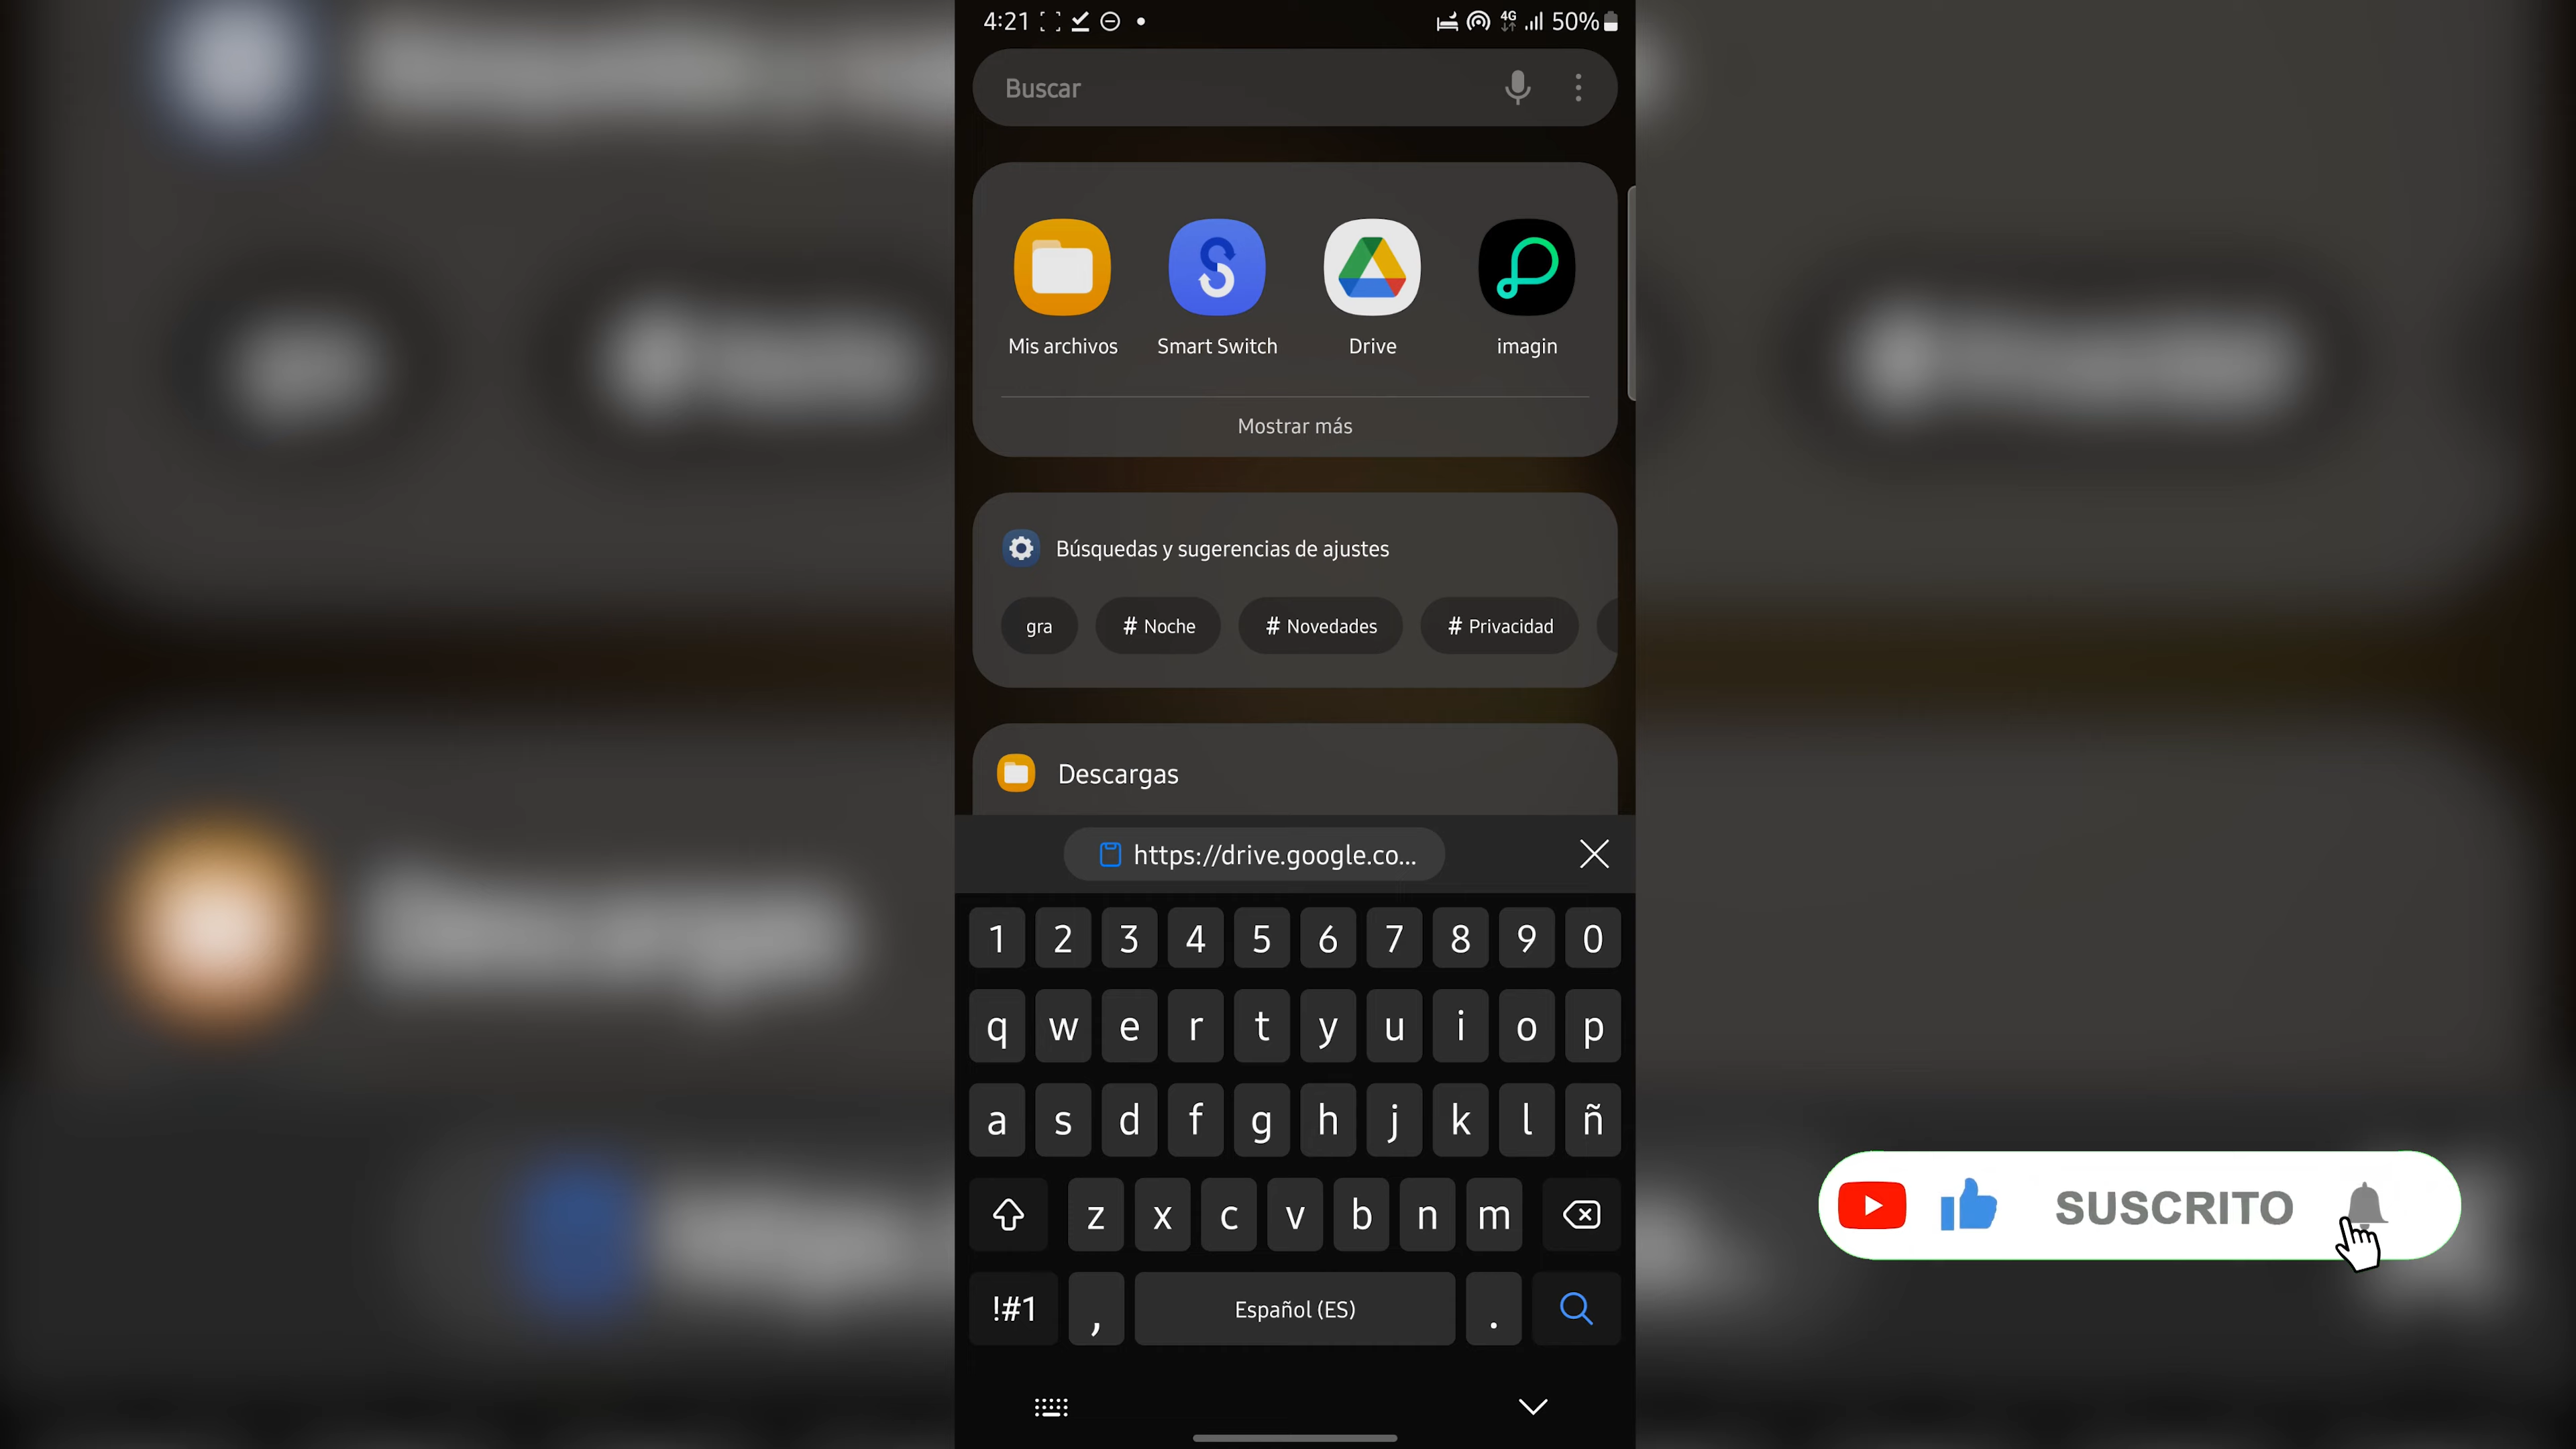 4:21 4G 50%
Buscar
Mis archivos Smart Switch Drive imagin
Mostrar más
Búsquedas y sugerencias de ajustes
gra # Noche # Novedades # Privacidad
Descargas
https://drive.google.co...
1 2 3 4 5 6 7 8 9 0
q w e r t y u i o p
a s d f g h j k l ñ
z x c v b n m
!#1 , Español (ES) .
SUSCRITO